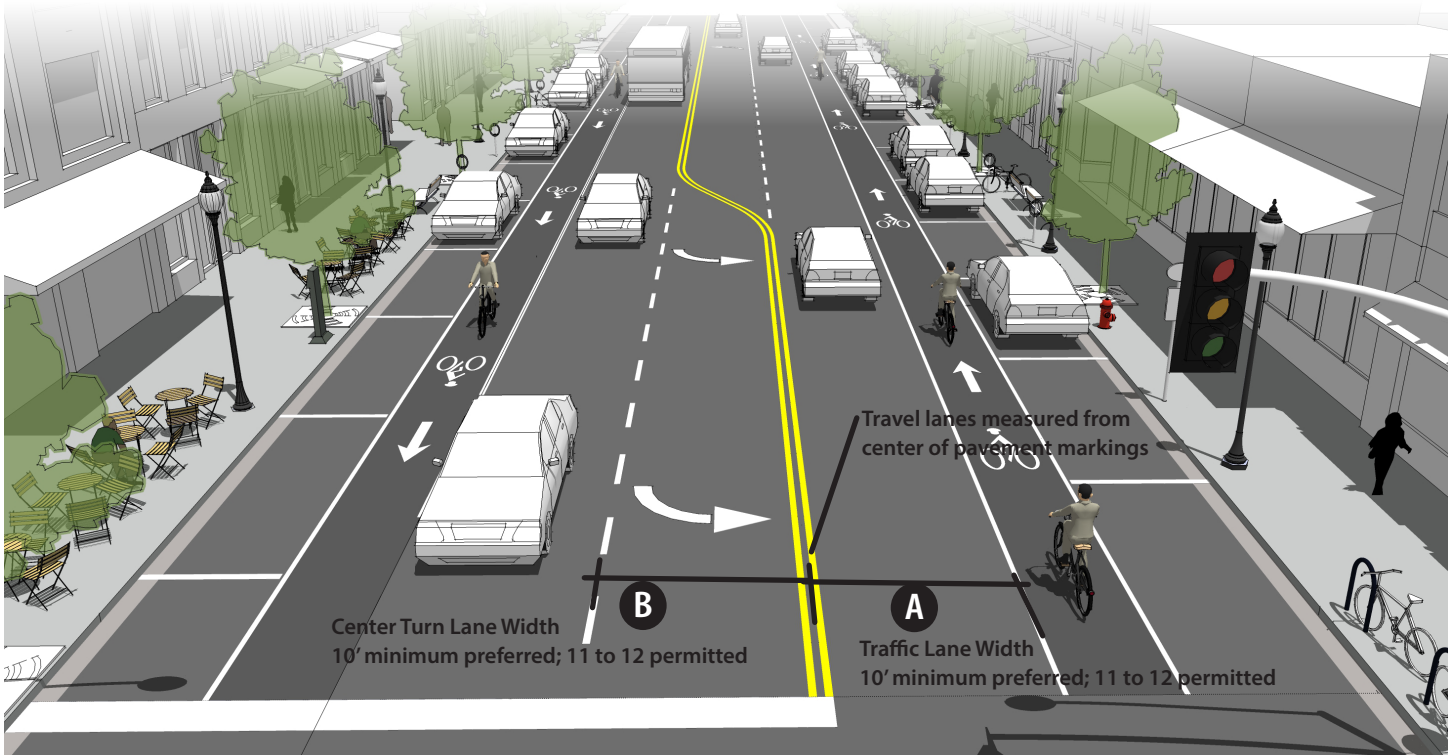 Travel lanes measured from
center of pavement markings
B
A
Center Turn Lane Width
10’ minimum preferred; 11 to 12 permitted
Traffic Lane Width
10’ minimum preferred; 11 to 12 permitted